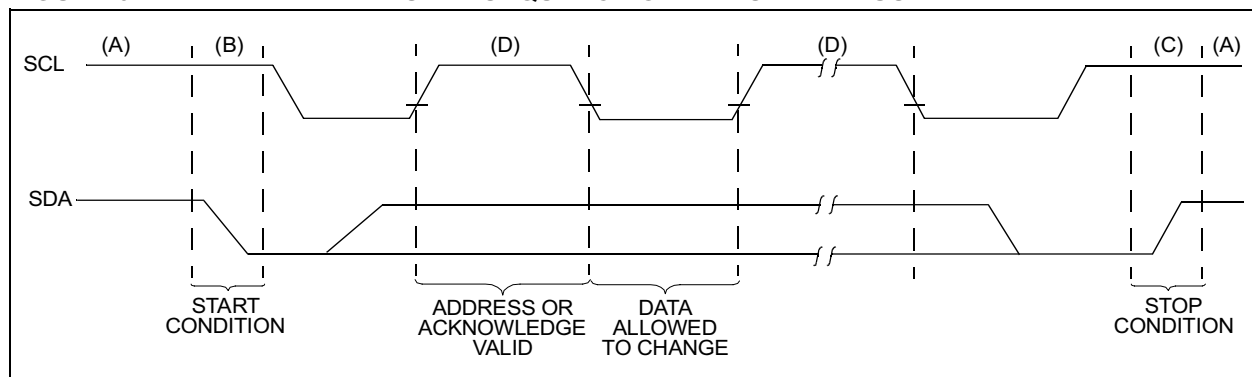 (A) (B) (D) (D) (C) (A)
SCL
SDA
START
CONDITION
ADDRESS OR
ACKNOWLEDGE
VALID
DATA
ALLOWED
TO CHANGE
STOP
CONDITION